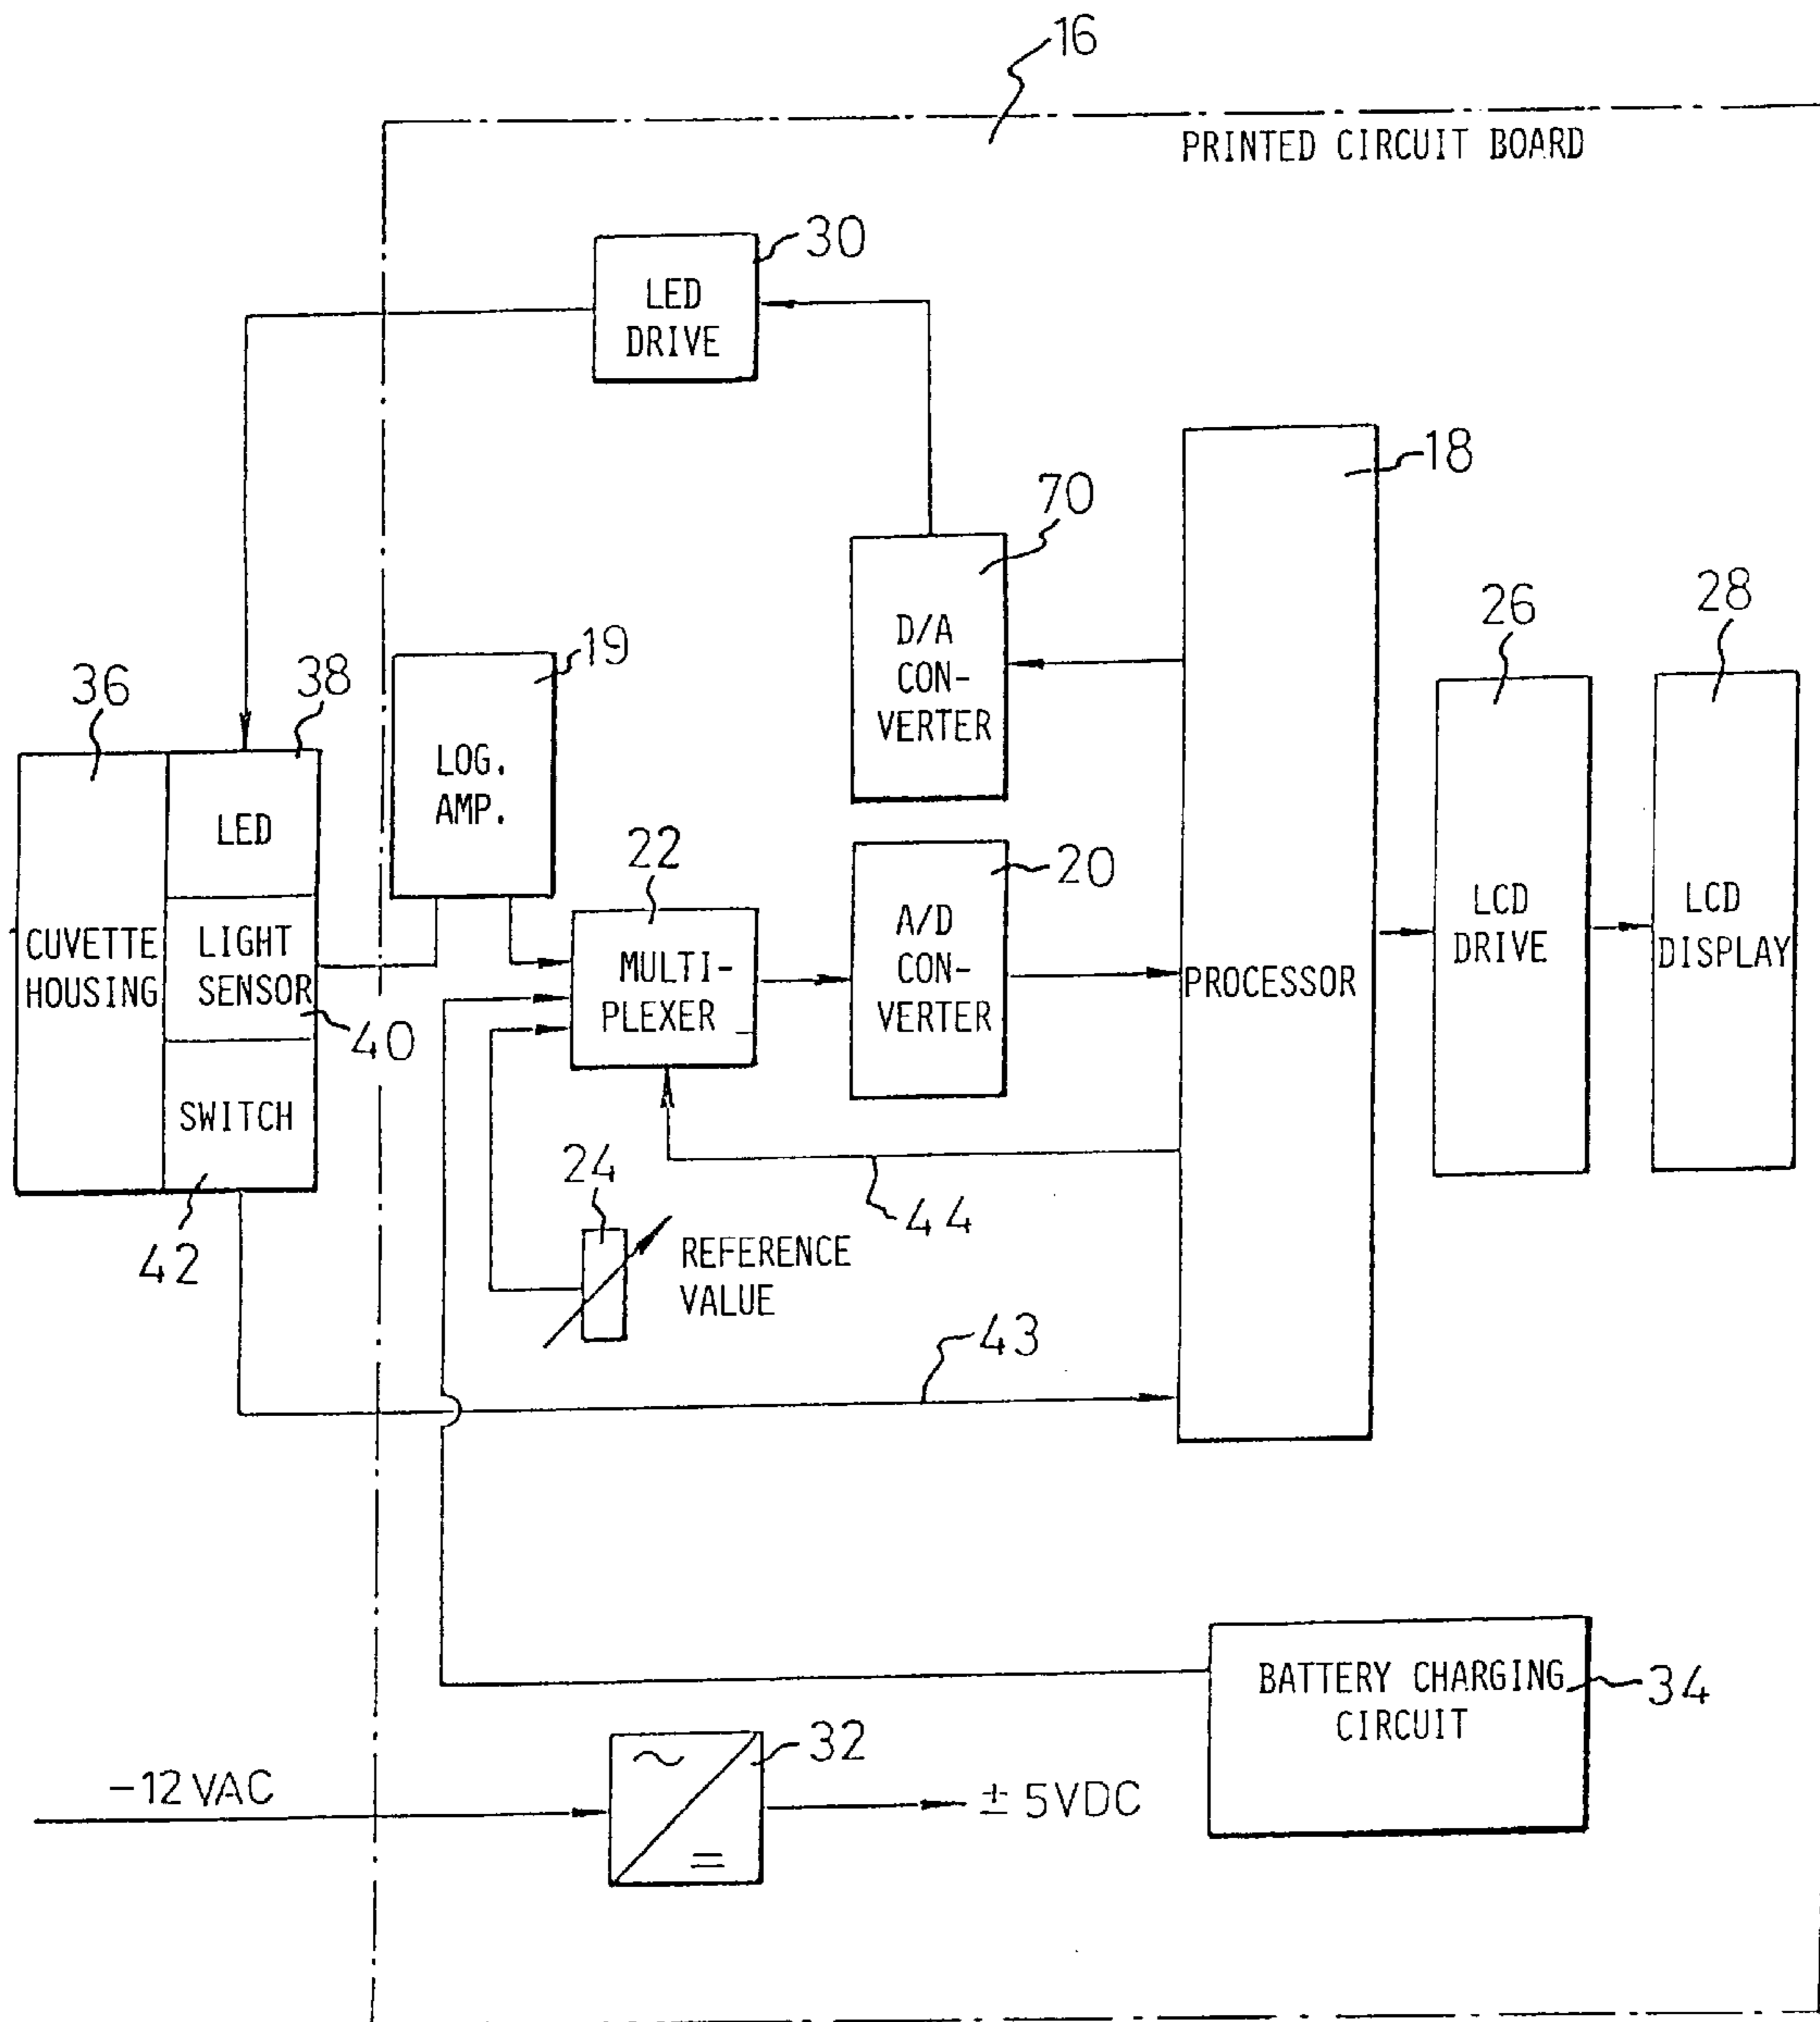 16
PRINTED CIRCUIT BOARD
30
LED
DRIVE
18
70
D/A
CON-
VERTER
26
28
19
36
38
LOG.
AMP.
22
20
LED
CUVETTE
HOUSING
LIGHT
SENSOR
40
MULTI-
PLEXER
A/D
CON-
VERTER
PROCESSOR
LCD
DRIVE
LCD
DISPLAY
SWITCH
42
24
44
REFERENCE
VALUE
43
BATTERY CHARGING
CIRCUIT
34
32
~
=
-12 VAC
± 5VDC